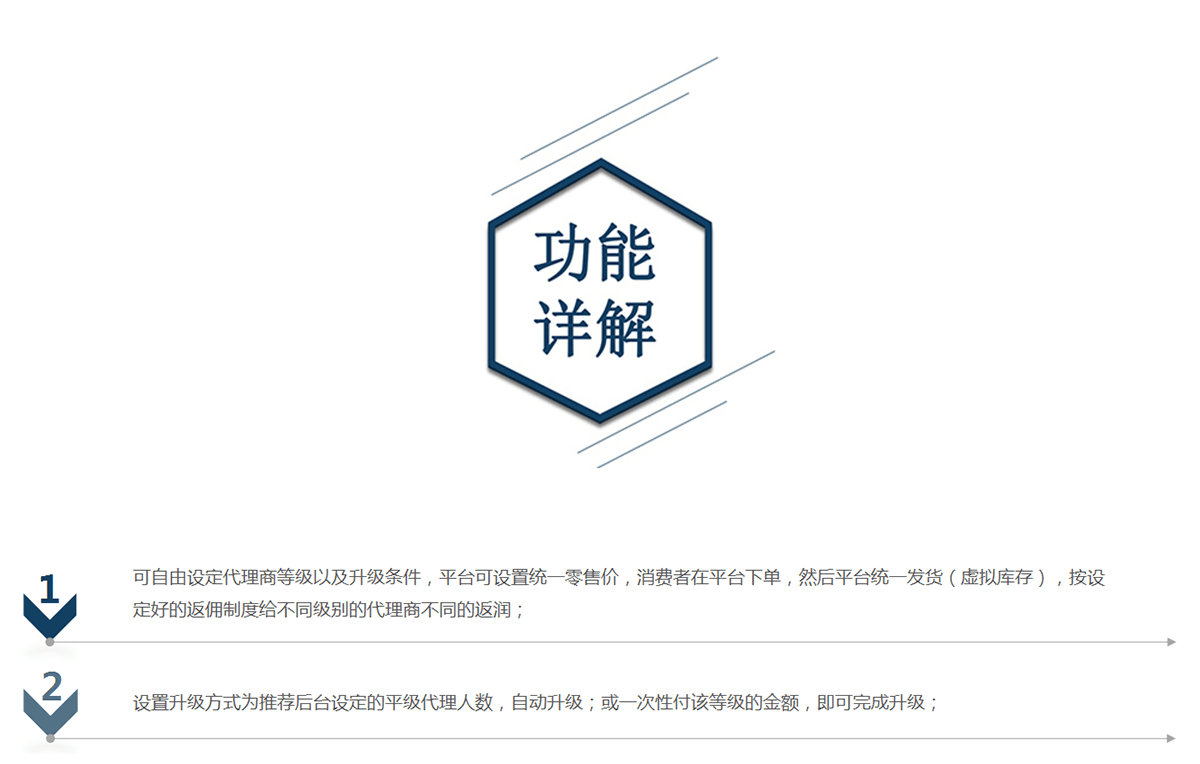 功能
详解
1
可自由设定代理商等级以及升级条件，平台可设置统一零售价，消费者在平台下单，然后平台统一发货（虚拟库存），按设
定好的返佣制度给不同级别的代理商不同的返润；
2
设置升级方式为推荐后台设定的平级代理人数，自动升级；或一次性付该等级的金额，即可完成升级；